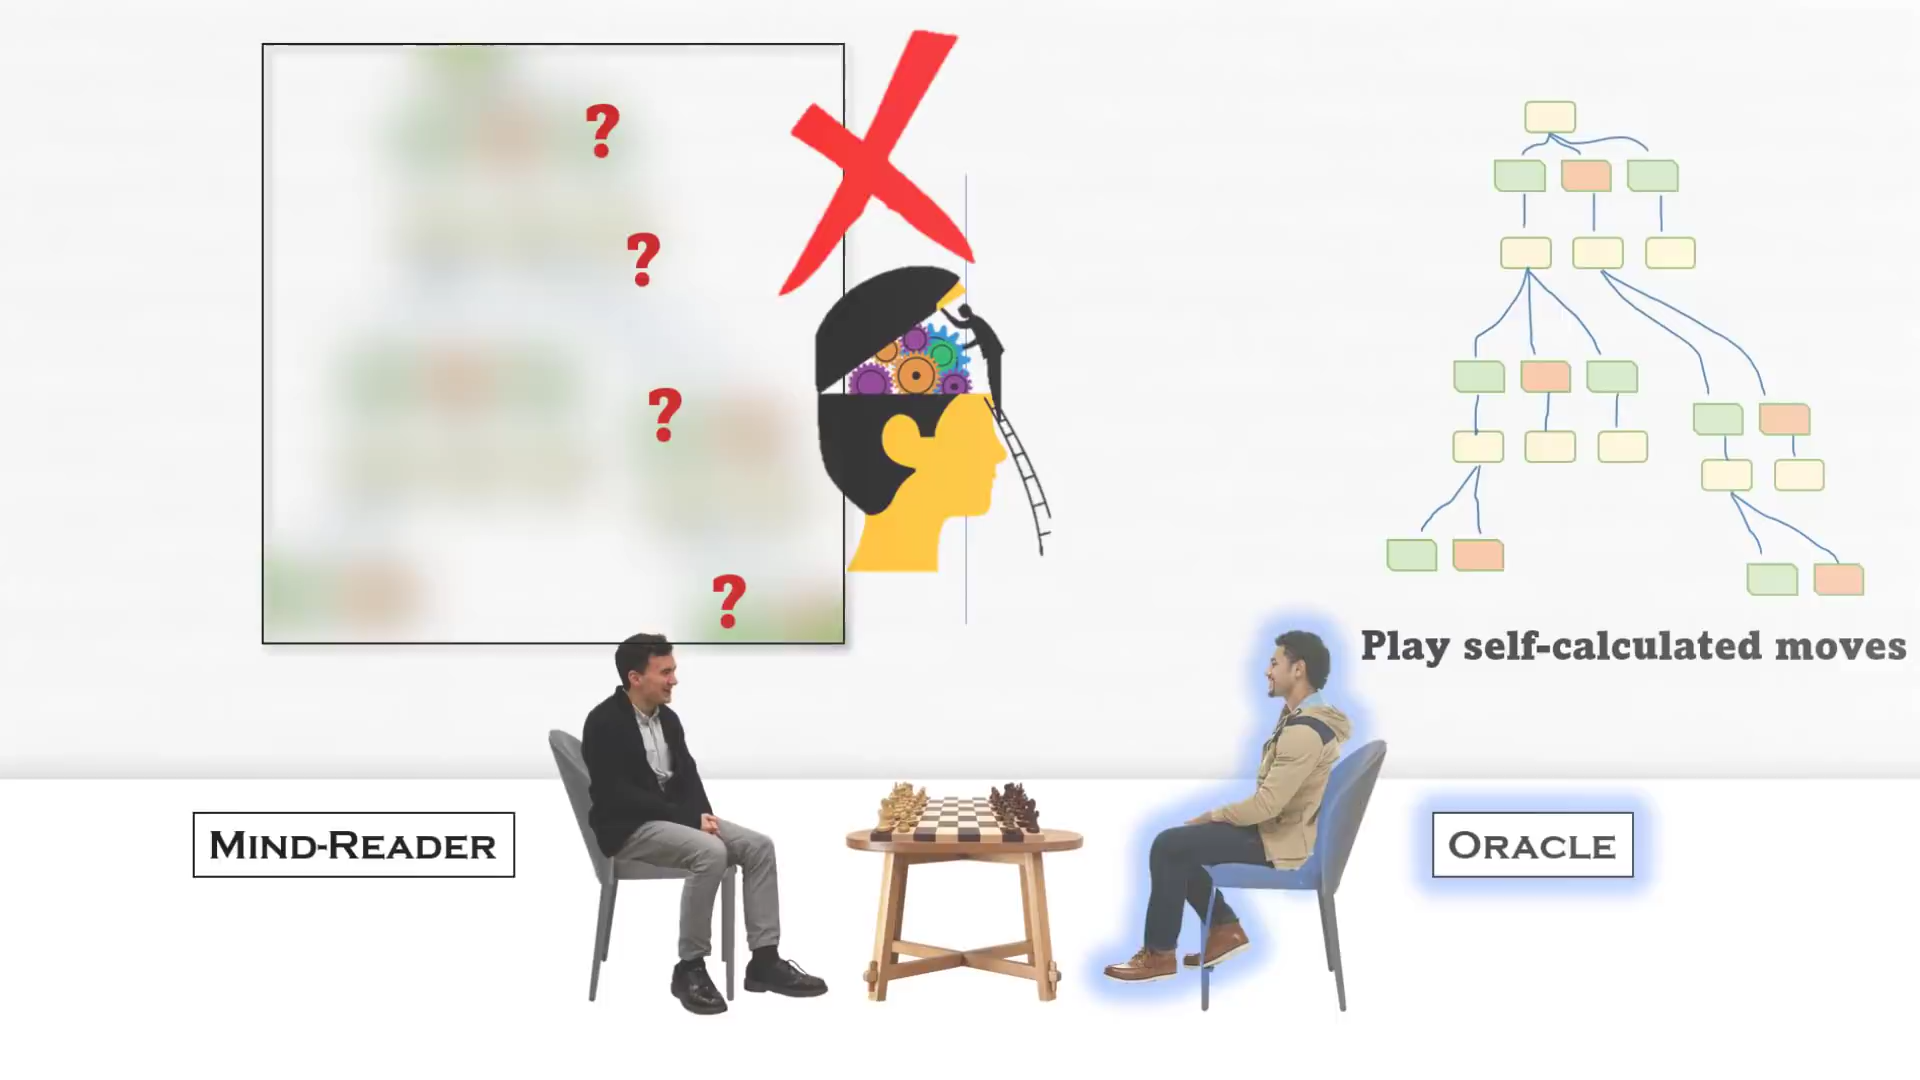 ?
?
?
?
Play self-calculated moves
Mind-Reader
Oracle